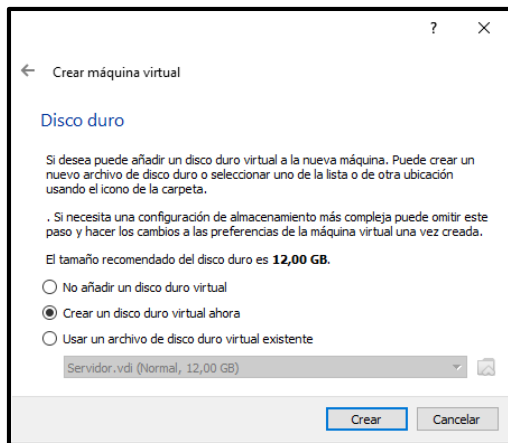 ?
Crear máquina virtual
Disco duro
Si desea puede añadir un disco duro virtual a la nueva máquina. Puede crear un
nuevo archivo de disco duro o seleccionar uno de la lista o de otra ubicación
usando el icono de la carpeta.
. Si necesita una configuración de almacenamiento más compleja puede omitir este
paso y hacer los cambios a las preferencias de la máquina virtual una vez creada.
El tamaño recomendado del disco duro es 12,00 GB.
No añadir un disco duro virtual
Crear un disco duro virtual ahora
Usar un archivo de disco duro virtual existente
Servidor.vdi (Normal, 12,00 GB)
Crear Cancelar